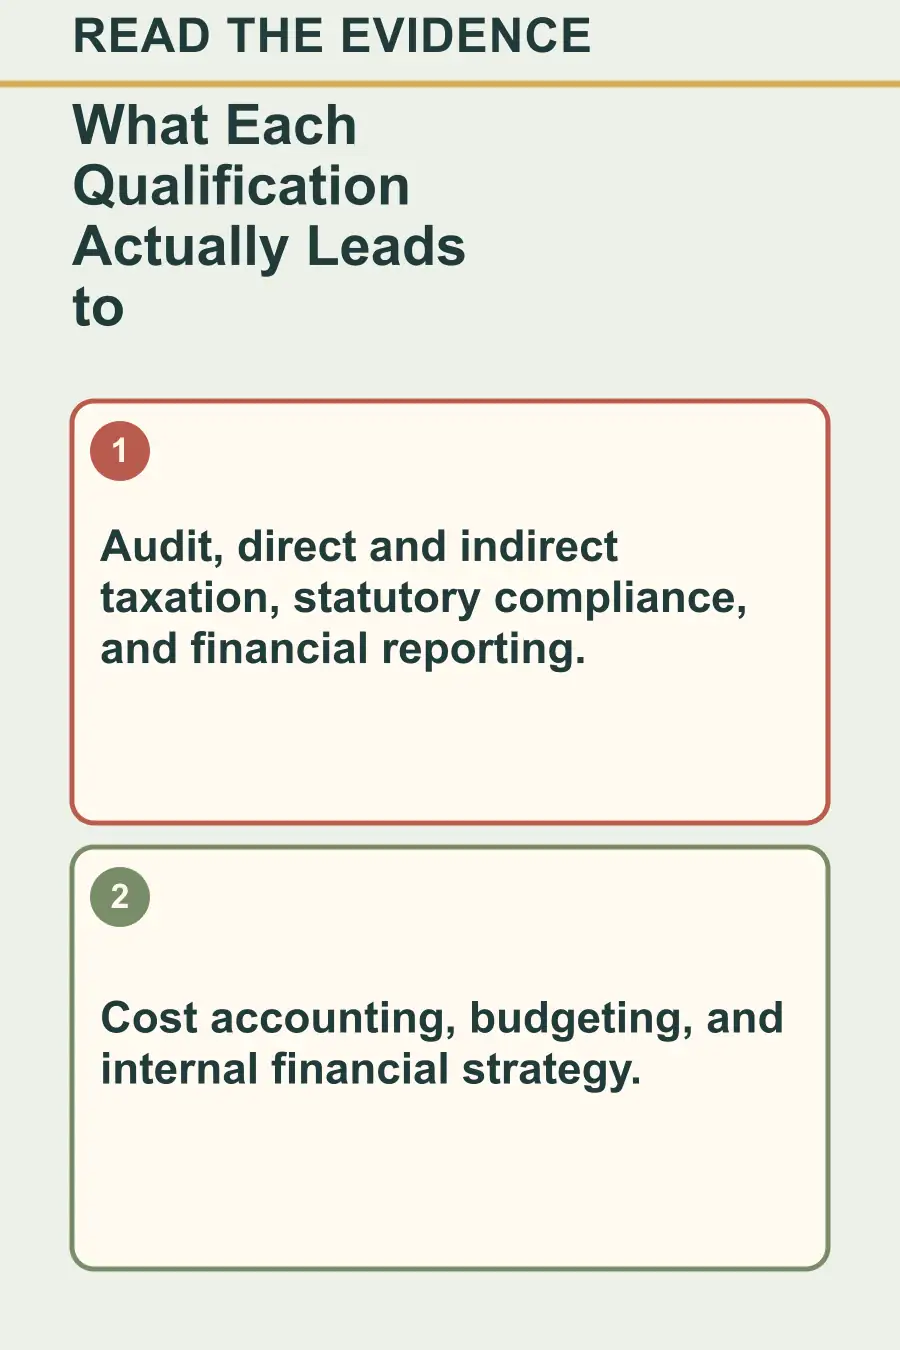 READ THE EVIDENCE
What Each
Qualification
Actually Leads
to
1
Audit, direct and indirect
taxation, statutory compliance,
and financial reporting.
2
Cost accounting, budgeting, and
internal financial strategy.